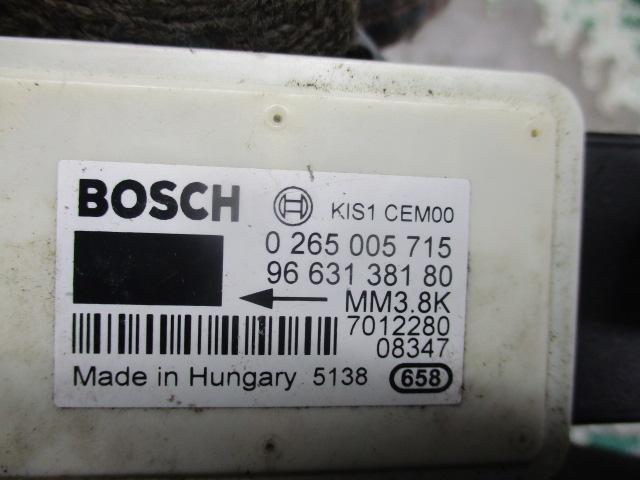 BOSCH KIS1 CEM00
0 265 005 715
96 631 381 80
MM3.8K
7012280
08347
Made in Hungary 5138 658